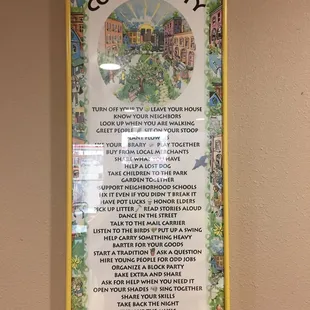 TURN OFF YOUR TV LEAVE YOUR HOUSE
KNOW YOUR NEIGHBORS
LOOK UP WHEN YOU ARE WALKING
GREET PEOPLE SIT ON YOUR STOOP
PLANT FLOWERS
USE YOUR LIBRARY PLAY TOGETHER
BUY FROM LOCAL MERCHANTS
SHARE WHAT YOU HAVE
HELP A LOST DOG
TAKE CHILDREN TO THE PARK
GARDEN TOGETHER
SUPPORT NEIGHBORHOOD SCHOOLS
FIX IT EVEN IF YOU DIDN'T BREAK IT
HAVE POT LUCKS HONOR ELDERS
PICK UP LITTER READ STORIES ALOUD
DANCE IN THE STREET
TALK TO THE MAIL CARRIER
LISTEN TO THE BIRDS PUT UP A SWING
HELP CARRY SOMETHING HEAVY
BARTER FOR YOUR GOODS
START A TRADITION ASK A QUESTION
HIRE YOUNG PEOPLE FOR ODD JOBS
ORGANIZE A BLOCK PARTY
BAKE EXTRA AND SHARE
ASK FOR HELP WHEN YOU NEED IT
OPEN YOUR SHADES SING TOGETHER
SHARE YOUR SKILLS
TAKE BACK THE NIGHT